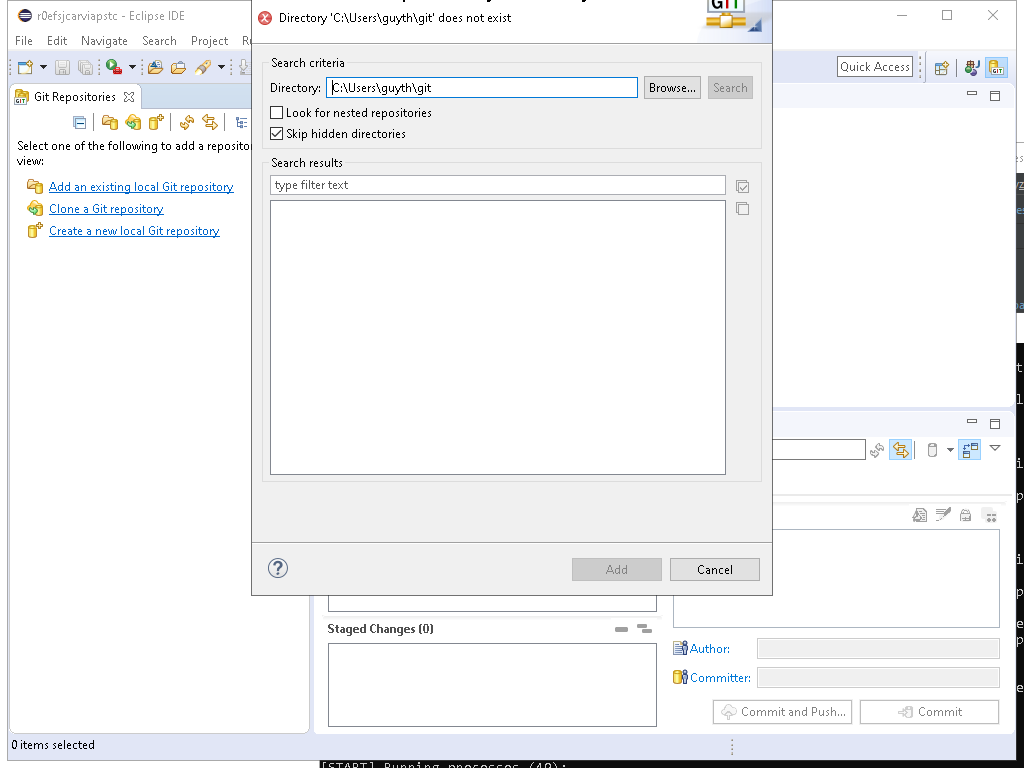 r0efsjcarviapstc - Eclipse IDE
File Edit Navigate Search Project
Directory 'C:\Users\guyth\git' does not exist
GIT
Quick Access
GIT
Git Repositories
Select one of the following to add a
view:
Add an existing local Git repository
Clone a Git repository
Create a new local Git repository
Search criteria
Directory: C:\Users\guyth\git Browse... Search
Look for nested repositories
Skip hidden directories
Search results
type filter text
Add Cancel
Staged Changes (0)
Author:
Committer:
Commit and Push... Commit
0 items selected
[START] Running processes (49):